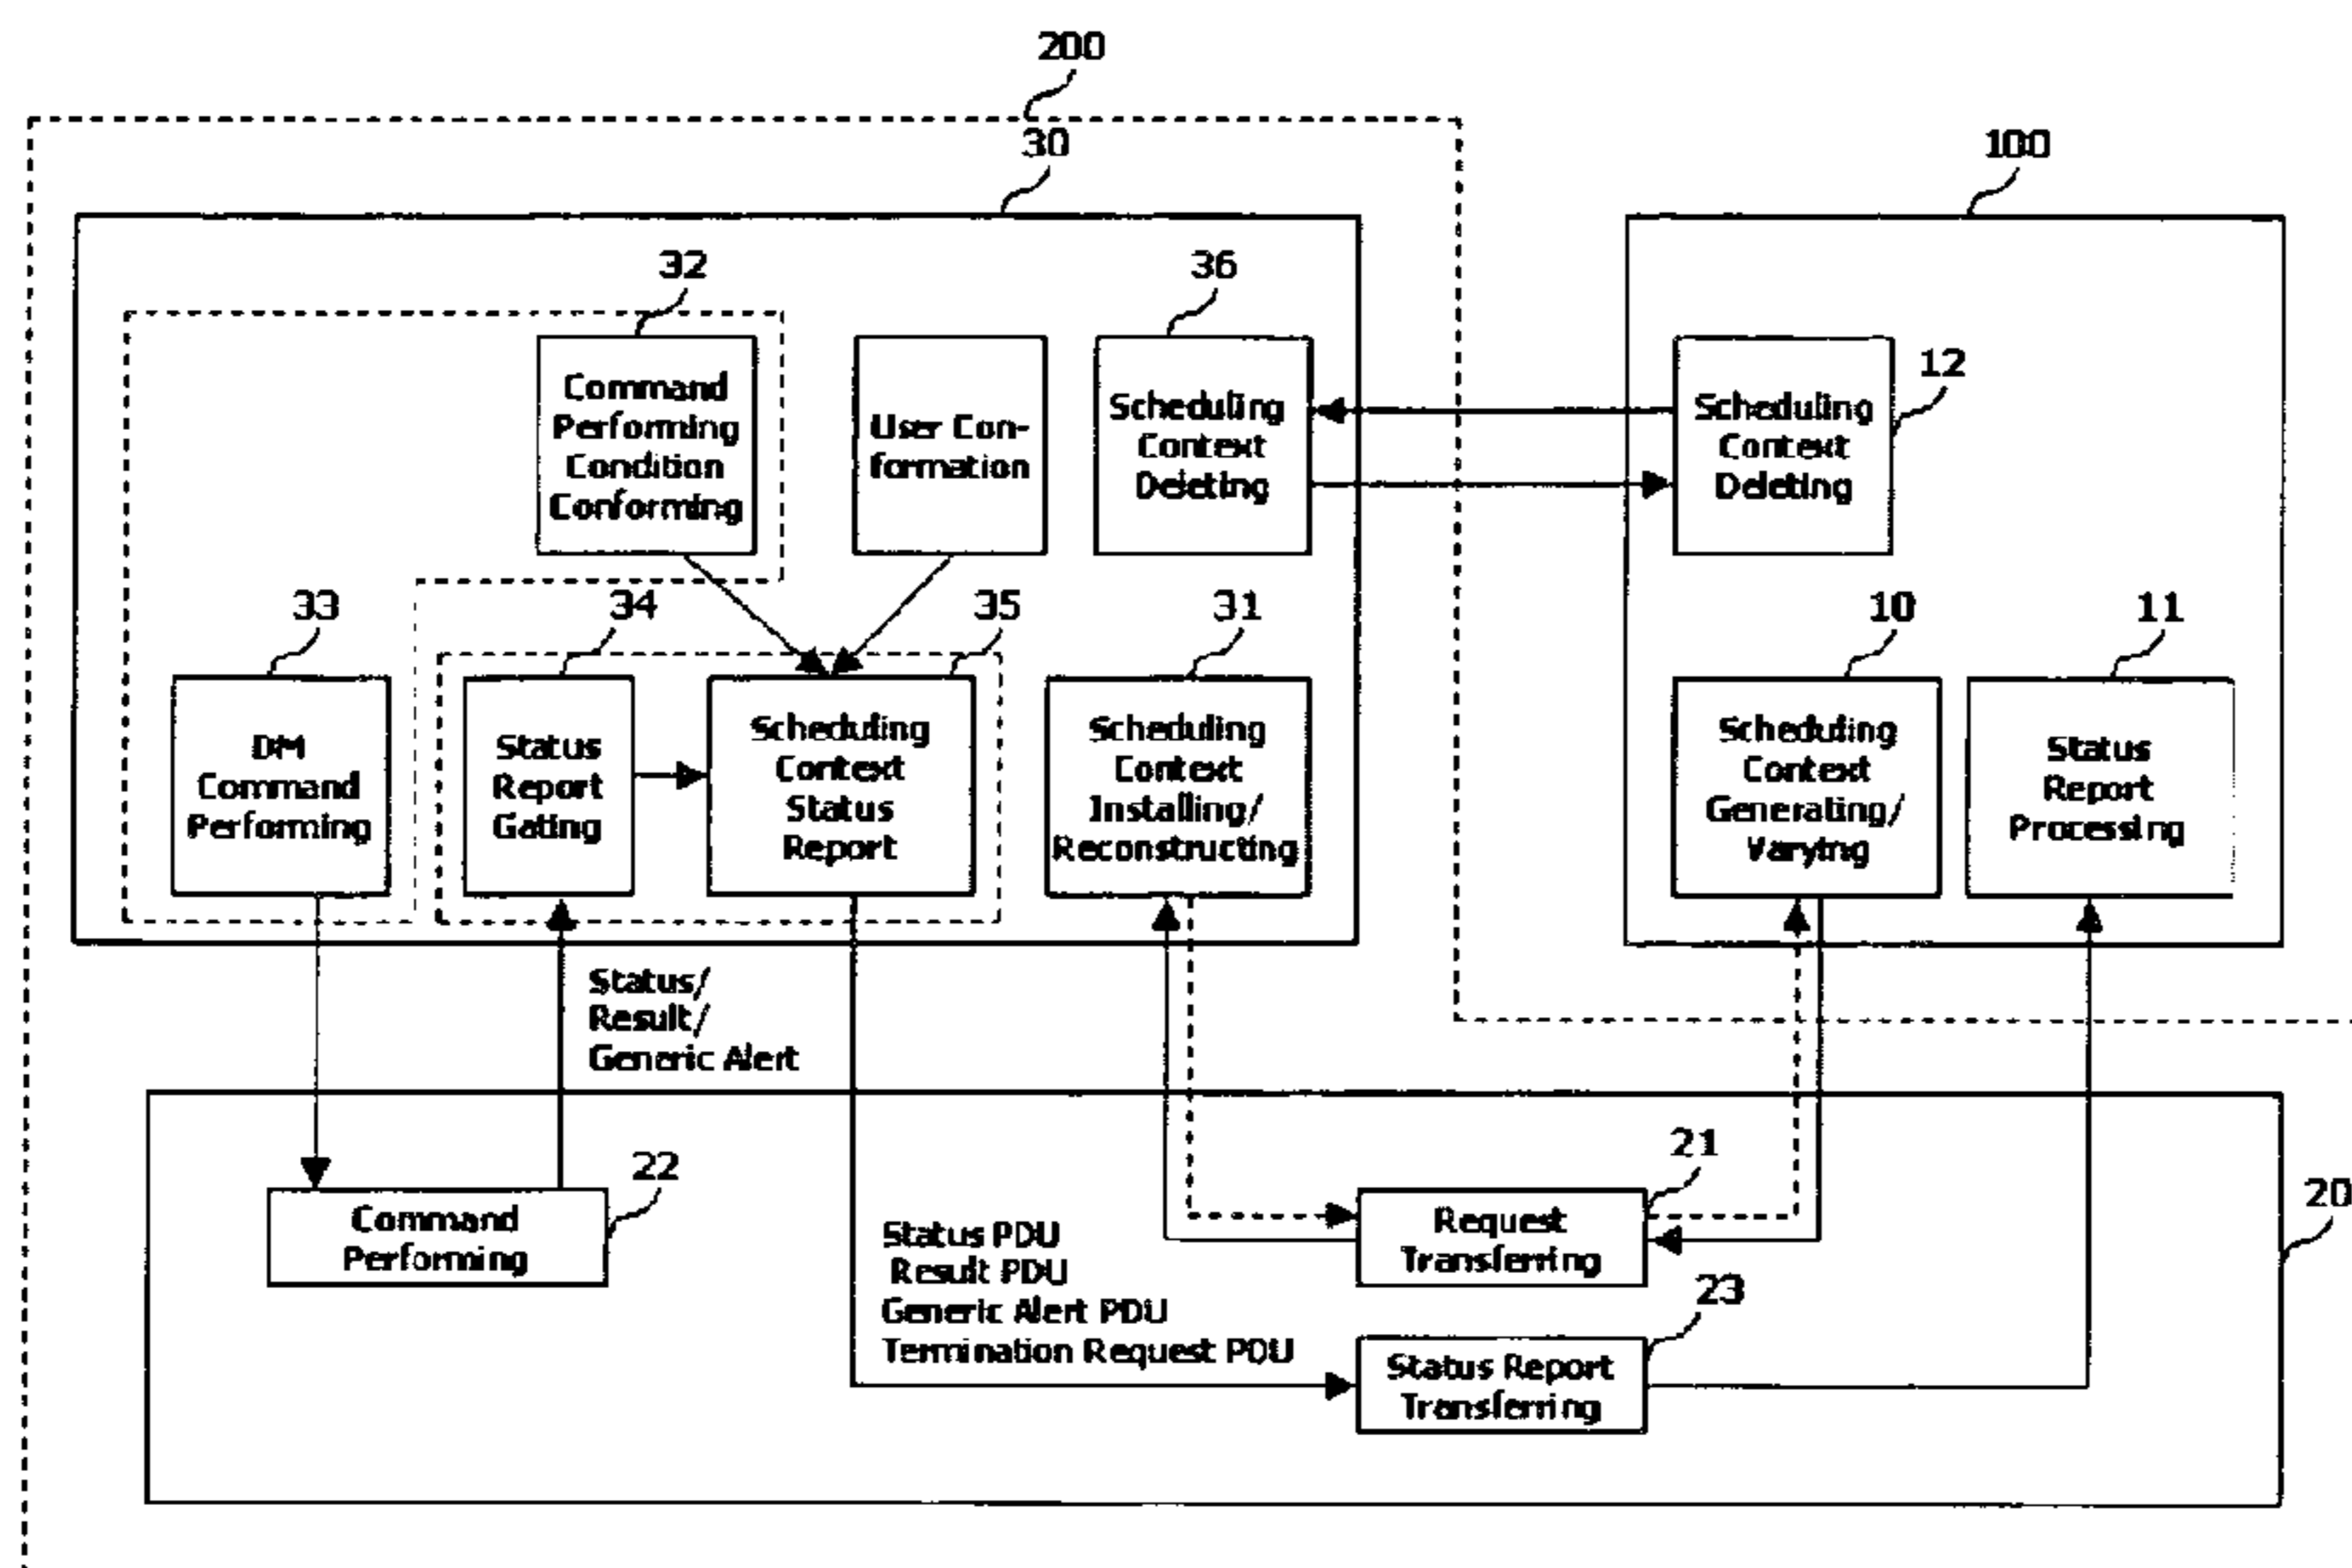 200
30
100
32
36
12
Command
Performing
Condition
Conforming
User Con-
formation
Scheduling
Context
Deleting
Scheduling
Context
Deleting
33
34
35
31
10
11
DM
Command
Performing
Status
Report
Gating
Scheduling
Context
Status
Report
Scheduling
Context
Installing/
Reconstructing
Scheduling
Context
Generating/
Varying
Status
Report
Processing
Status/
Result/
Generic Alert
22
21
20
Command
Performing
Status PDU
Result PDU
Generic Alert PDU
Termination Request PDU
Request
Transferring
23
Status Report
Transferring